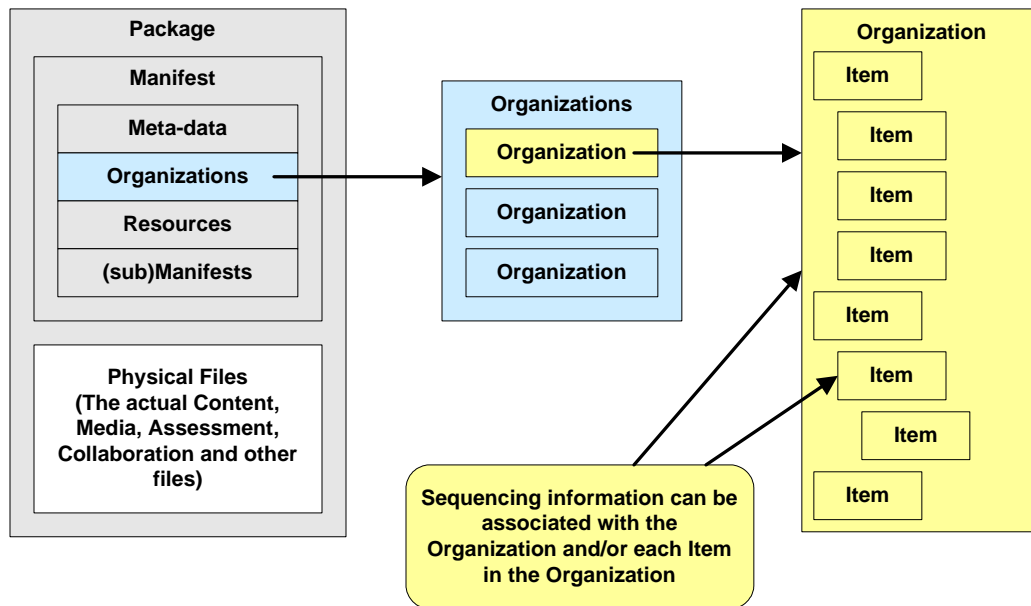 Package
Manifest
Meta-data
Organizations
Resources
(sub)Manifests
Physical Files
(The actual Content,
Media, Assessment,
Collaboration and other
files)
Organizations
Organization
Organization
Organization
Sequencing information can be
associated with the
Organization and/or each Item
in the Organization
Organization
Item
Item
Item
Item
Item
Item
Item
Item